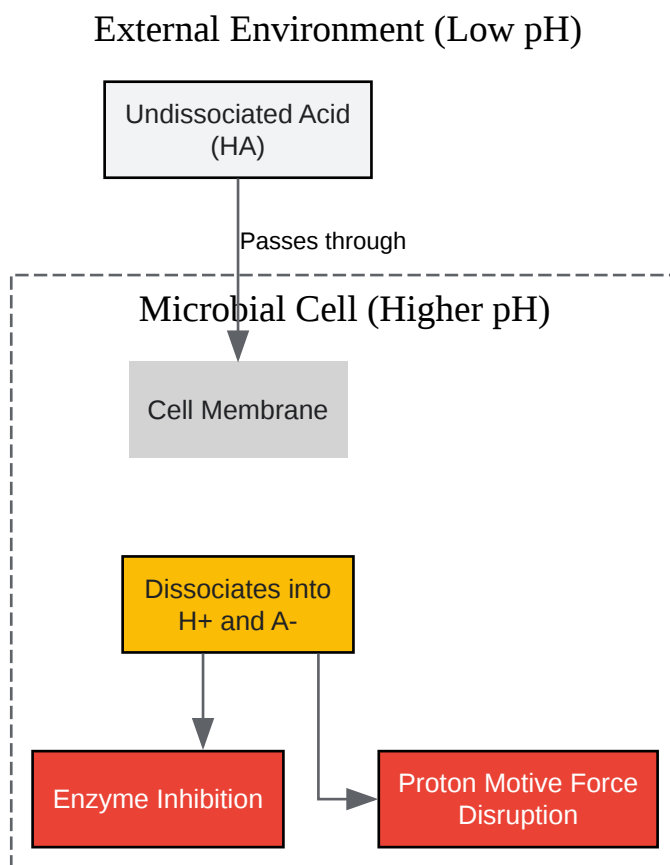 External Environment (Low pH)
Undissociated Acid
(HA)
Passes through
Microbial Cell (Higher pH)
Cell Membrane
Dissociates into
H+ and A-
Enzyme Inhibition
Proton Motive Force
Disruption